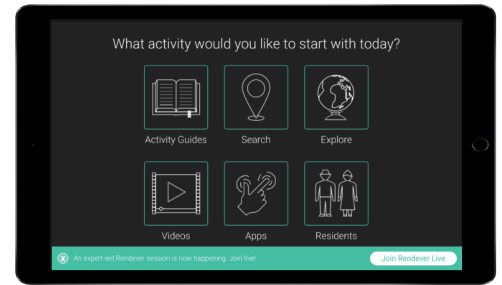 What activity would you like to start with today?
Activity Guides
Search
Explore
Videos
Apps
Residents
An expert-led Rendever session is now happening. Join live!
Join Rendever Live